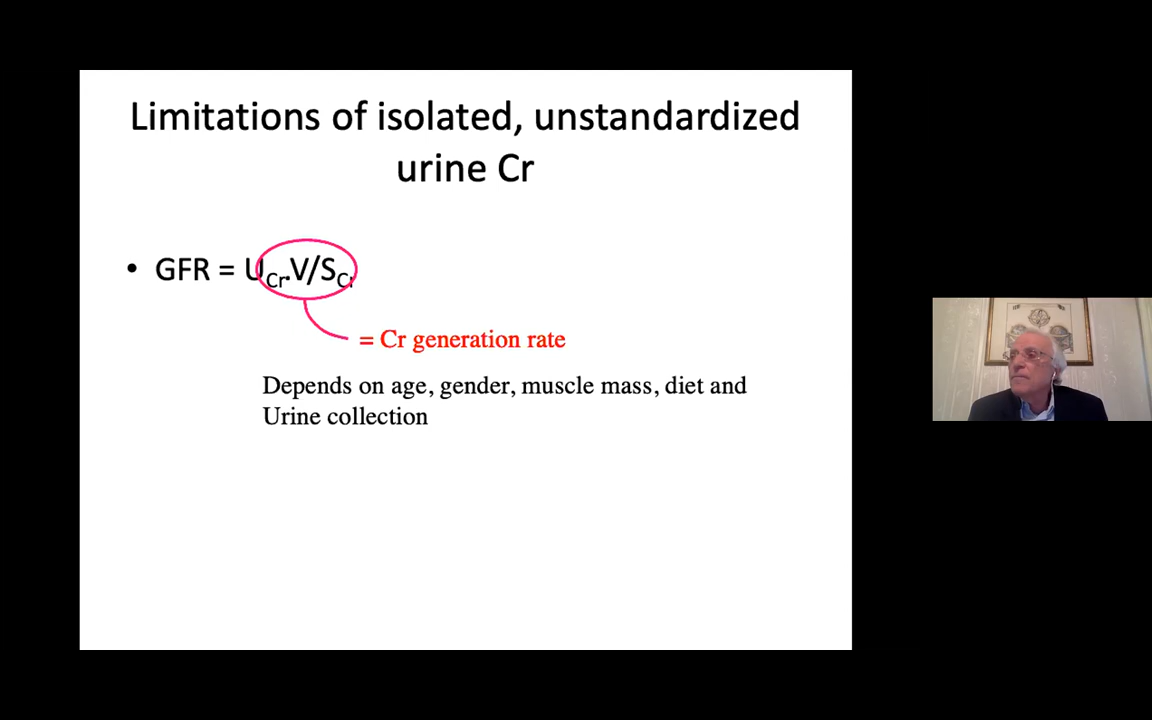 Limitations of isolated, unstandardized
urine Cr
• GFR = UCr.V/SCr
= Cr generation rate
Depends on age, gender, muscle mass, diet and
Urine collection